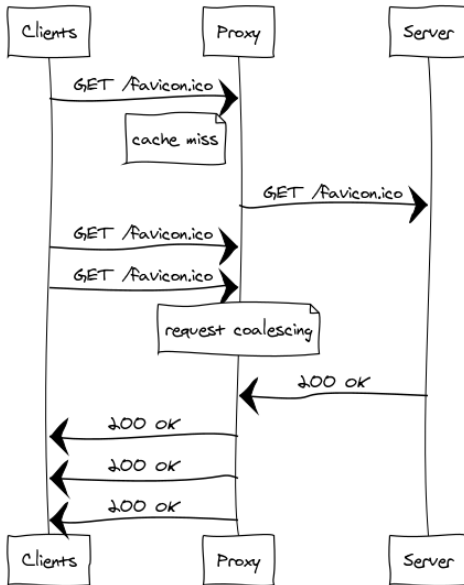 Clients
Proxy
Server
GET /favicon.ico
cache miss
GET /favicon.ico
GET /favicon.ico
GET /favicon.ico
request coalescing
200 OK
200 OK
200 OK
200 OK
Clients
Proxy
Server